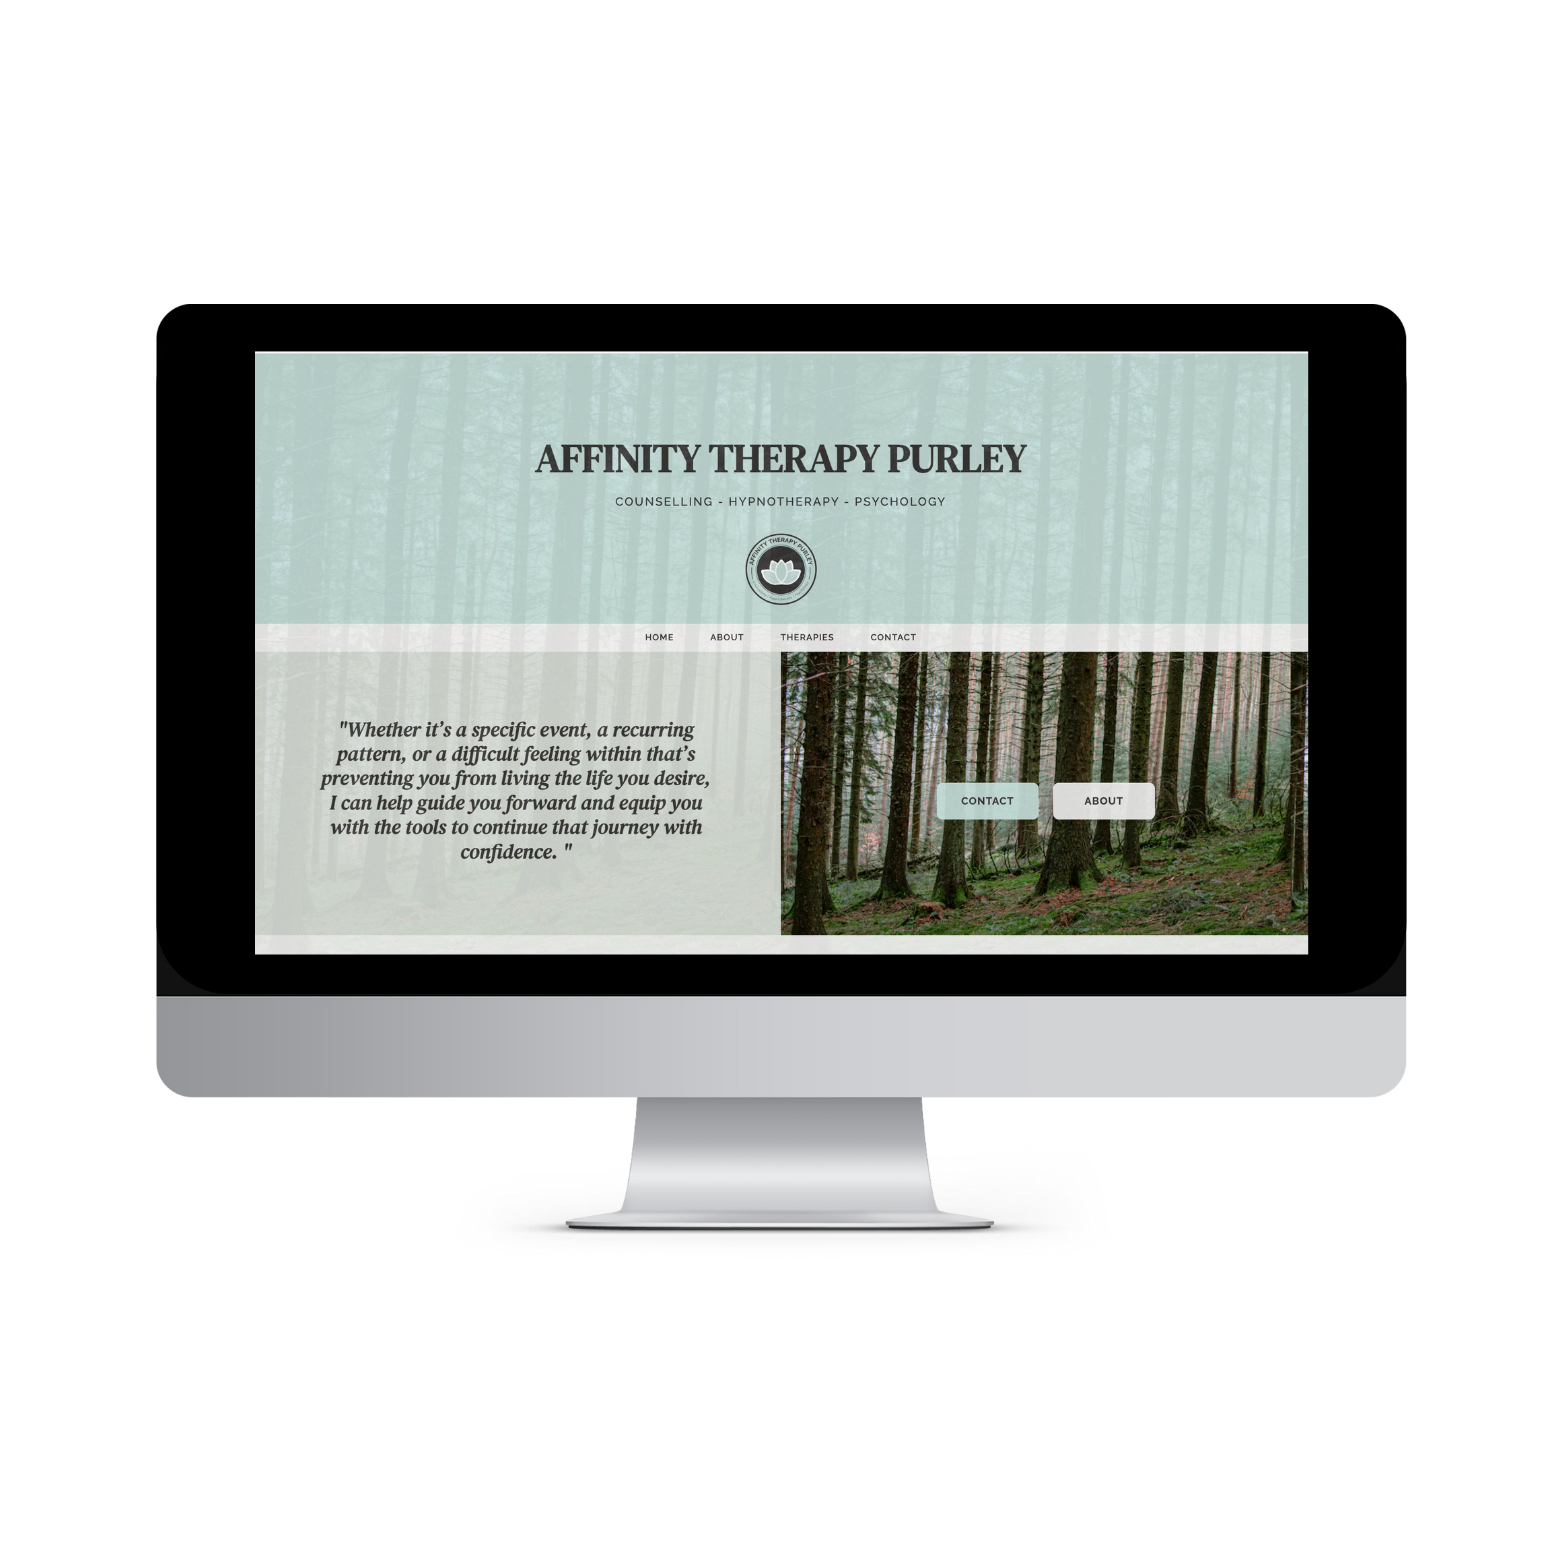 AFFINITY THERAPY PURLEY
COUNSELLING - HYPNOTHERAPY - PSYCHOLOGY
AFFINITY THERAPY PURLEY
HOME ABOUT THERAPIES CONTACT
"Whether it’s a specific event, a recurring
pattern, or a difficult feeling within that’s
preventing you from living the life you desire,
I can help guide you forward and equip you
with the tools to continue that journey with
confidence. "
CONTACT ABOUT